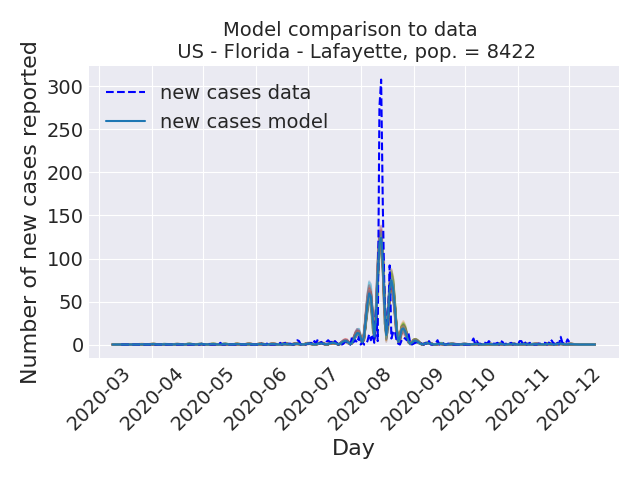 Model comparison to data
US - Florida - Lafayette, pop. = 8422
Number of new cases reported
300
250
200
150
100
50
0
new cases data
new cases model
2020-03
2020-04
2020-05
2020-06
2020-07
2020-08
2020-09
2020-10
2020-11
2020-12
Day